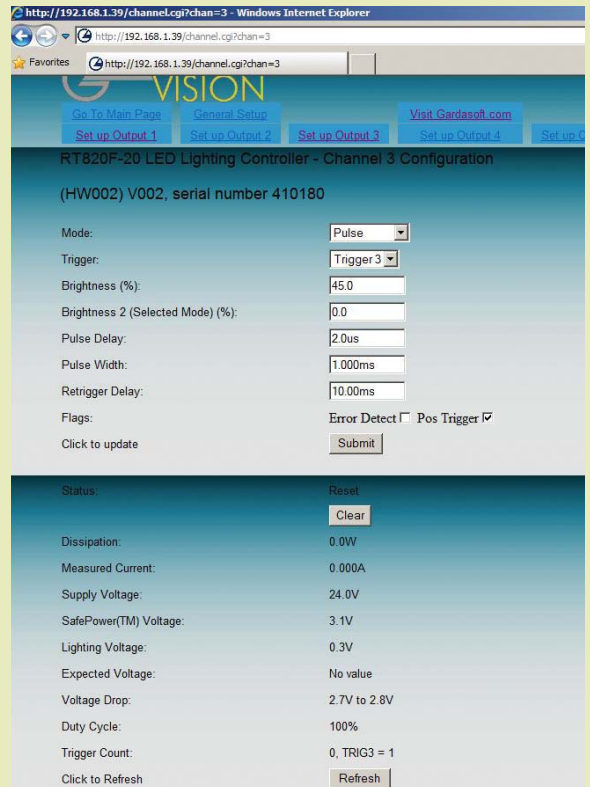 http://192.168.1.39/channel.cgi?chan=3 - Windows Internet Explorer
http://192.168.1.39/channel.cgi?chan=3
Favorites http://192.168.1.39/channel.cgi?chan=3
VISION
Go To Main Page General Setup Visit Gardasoft.com
Set up Output 1 Set up Output 2 Set up Output 3 Set up Output 4 Set up
RT820F-20 LED Lighting Controller - Channel 3 Configuration
(HW002) V002, serial number 410180
Mode: Pulse
Trigger: Trigger 3
Brightness (%): 45.0
Brightness 2 (Selected Mode) (%): 0.0
Pulse Delay: 2.0us
Pulse Width: 1.000ms
Retrigger Delay: 10.00ms
Flags: Error Detect Pos Trigger
Click to update Submit
Status: Reset
Clear
Dissipation: 0.0W
Measured Current: 0.000A
Supply Voltage: 24.0V
SafePower(TM) Voltage: 3.1V
Lighting Voltage: 0.3V
Expected Voltage: No value
Voltage Drop: 2.7V to 2.8V
Duty Cycle: 100%
Trigger Count: 0, TRIG3 = 1
Click to Refresh Refresh